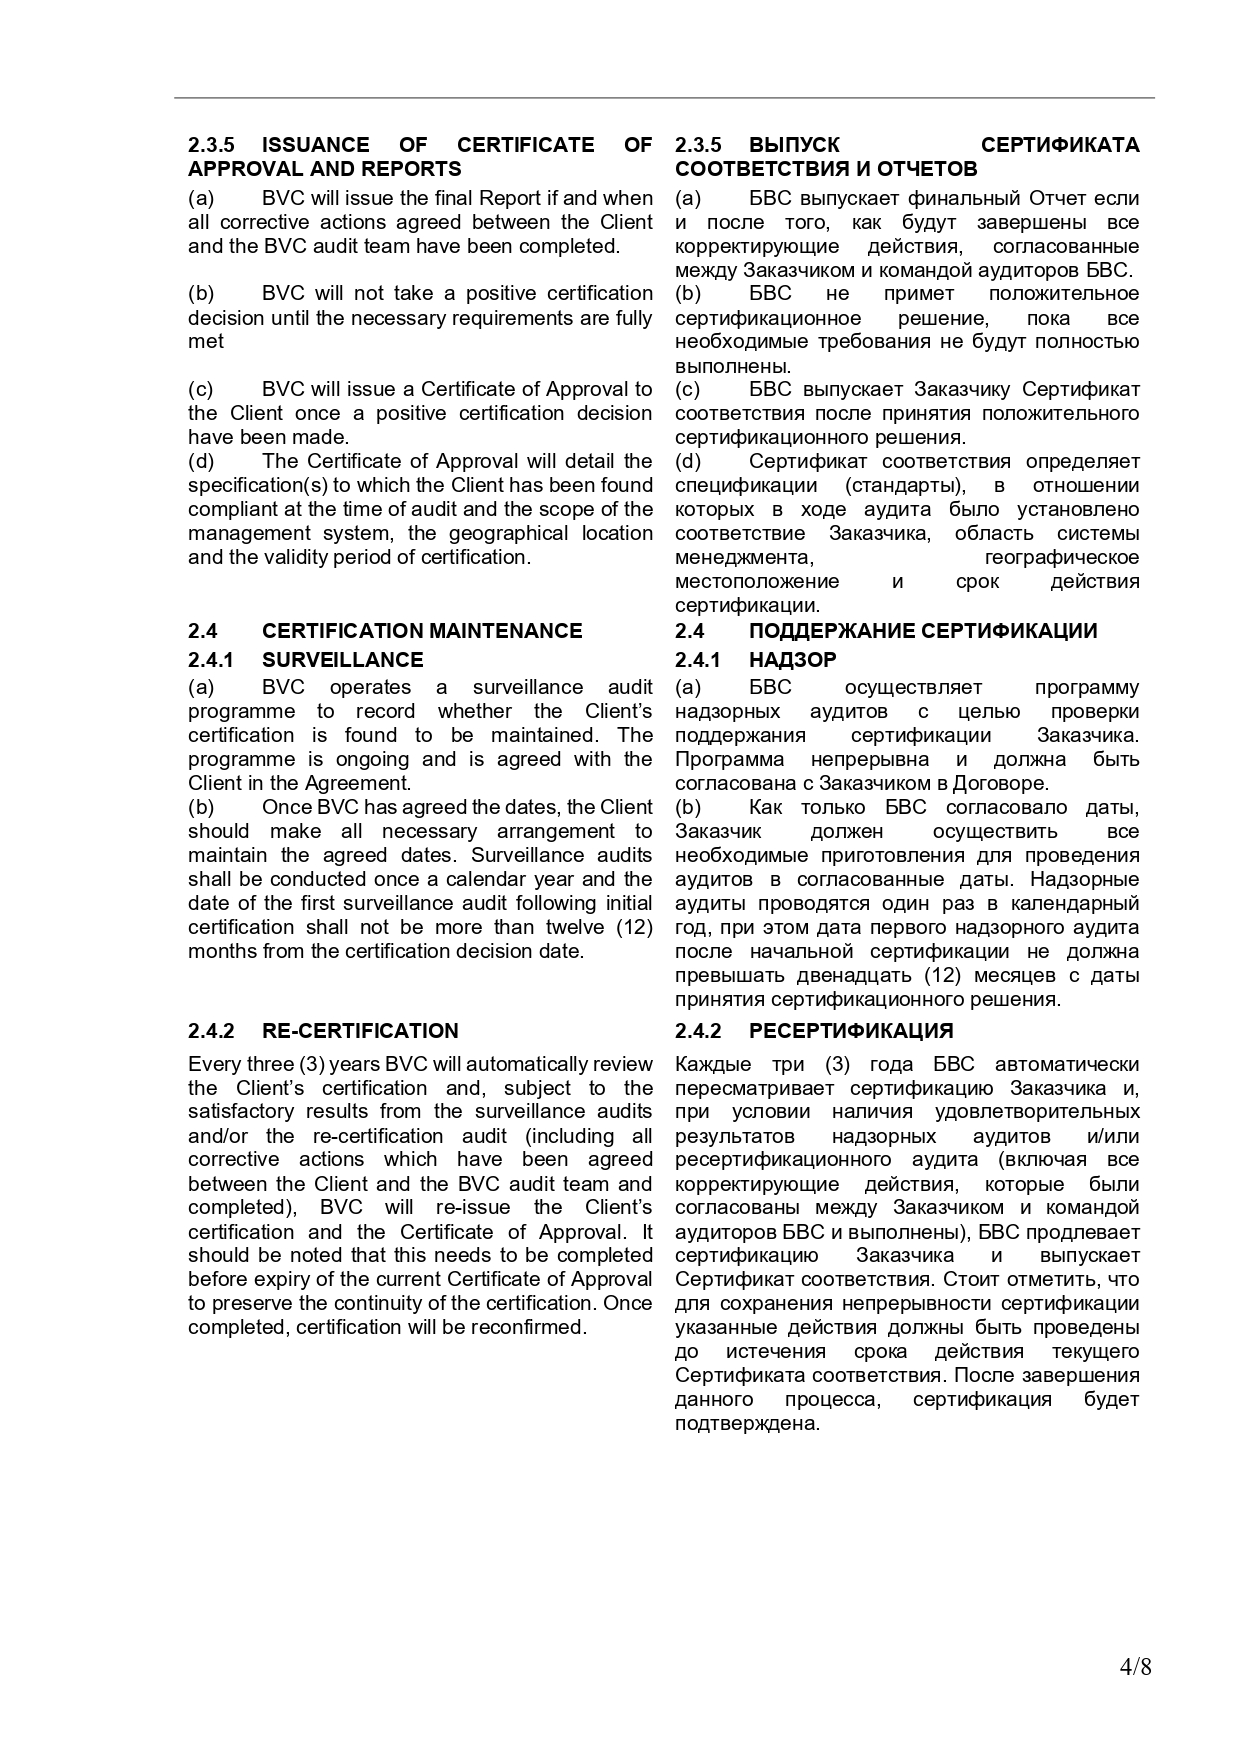 2.3.5 ISSUANCE OF CERTIFICATE OF
APPROVAL AND REPORTS
(a) BVC will issue the final Report if and when
all corrective actions agreed between the Client
and the BVC audit team have been completed.
(b) BVC will not take a positive certification
decision until the necessary requirements are fully
met
(c) BVC will issue a Certificate of Approval to
the Client once a positive certification decision
have been made.
(d) The Certificate of Approval will detail the
specification(s) to which the Client has been found
compliant at the time of audit and the scope of the
management system, the geographical location
and the validity period of certification.
2.4 CERTIFICATION MAINTENANCE
2.4.1 SURVEILLANCE
(a) BVC operates a surveillance audit
programme to record whether the Client’s
certification is found to be maintained. The
programme is ongoing and is agreed with the
Client in the Agreement.
(b) Once BVC has agreed the dates, the Client
should make all necessary arrangement to
maintain the agreed dates. Surveillance audits
shall be conducted once a calendar year and the
date of the first surveillance audit following initial
certification shall not be more than twelve (12)
months from the certification decision date.
2.4.2 RE-CERTIFICATION
Every three (3) years BVC will automatically review
the Client’s certification and, subject to the
satisfactory results from the surveillance audits
and/or the re-certification audit (including all
corrective actions which have been agreed
between the Client and the BVC audit team and
completed), BVC will re-issue the Client’s
certification and the Certificate of Approval. It
should be noted that this needs to be completed
before expiry of the current Certificate of Approval
to preserve the continuity of the certification. Once
completed, certification will be reconfirmed.
2.3.5 ВЫПУСК СЕРТИФИКАТА
СООТВЕТСТВИЯ И ОТЧЕТОВ
(a) БВС выпускает финальный Отчет если
и после того, как будут завершены все
корректирующие действия, согласованные
между Заказчиком и командой аудиторов БВС.
(b) БВС не примет положительное
сертификационное решение, пока все
необходимые требования не будут полностью
выполнены.
(c) БВС выпускает Заказчику Сертификат
соответствия после принятия положительного
сертификационного решения.
(d) Сертификат соответствия определяет
спецификации (стандарты), в отношении
которых в ходе аудита было установлено
соответствие Заказчика, область системы
менеджмента, географическое
местоположение и срок действия
сертификации.
2.4 ПОДДЕРЖАНИЕ СЕРТИФИКАЦИИ
2.4.1 НАДЗОР
(a) БВС осуществляет программу
надзорных аудитов с целью проверки
поддержания сертификации Заказчика.
Программа непрерывна и должна быть
согласована с Заказчиком в Договоре.
(b) Как только БВС согласовало даты,
Заказчик должен осуществить все
необходимые приготовления для проведения
аудитов в согласованные даты. Надзорные
аудиты проводятся один раз в календарный
год, при этом дата первого надзорного аудита
после начальной сертификации не должна
превышать двенадцать (12) месяцев с даты
принятия сертификационного решения.
2.4.2 РЕСЕРТИФИКАЦИЯ
Каждые три (3) года БВС автоматически
пересматривает сертификацию Заказчика и,
при условии наличия удовлетворительных
результатов надзорных аудитов и/или
ресертификационного аудита (включая все
корректирующие действия, которые были
согласованы между Заказчиком и командой
аудиторов БВС и выполнены), БВС продлевает
сертификацию Заказчика и выпускает
Сертификат соответствия. Стоит отметить, что
для сохранения непрерывности сертификации
указанные действия должны быть проведены
до истечения срока действия текущего
Сертификата соответствия. После завершения
данного процесса, сертификация будет
подтверждена.
4/8